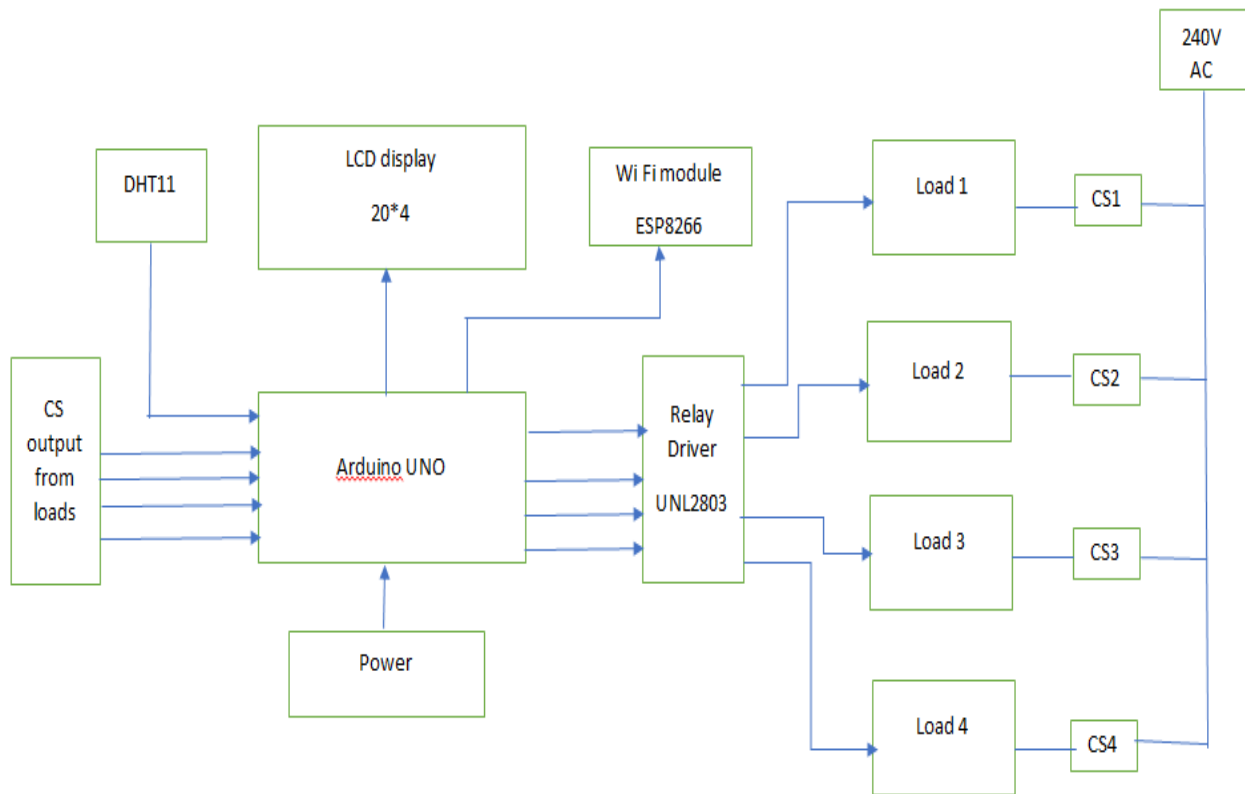 240V
AC
LCD display
20*4
DHT11
Wi Fi module
ESP8266
Load 1
CS1
Load 2
CS2
CS
output
from
loads
Arduino UNO
Relay
Driver
UNL2803
Load 3
CS3
Power
Load 4
CS4